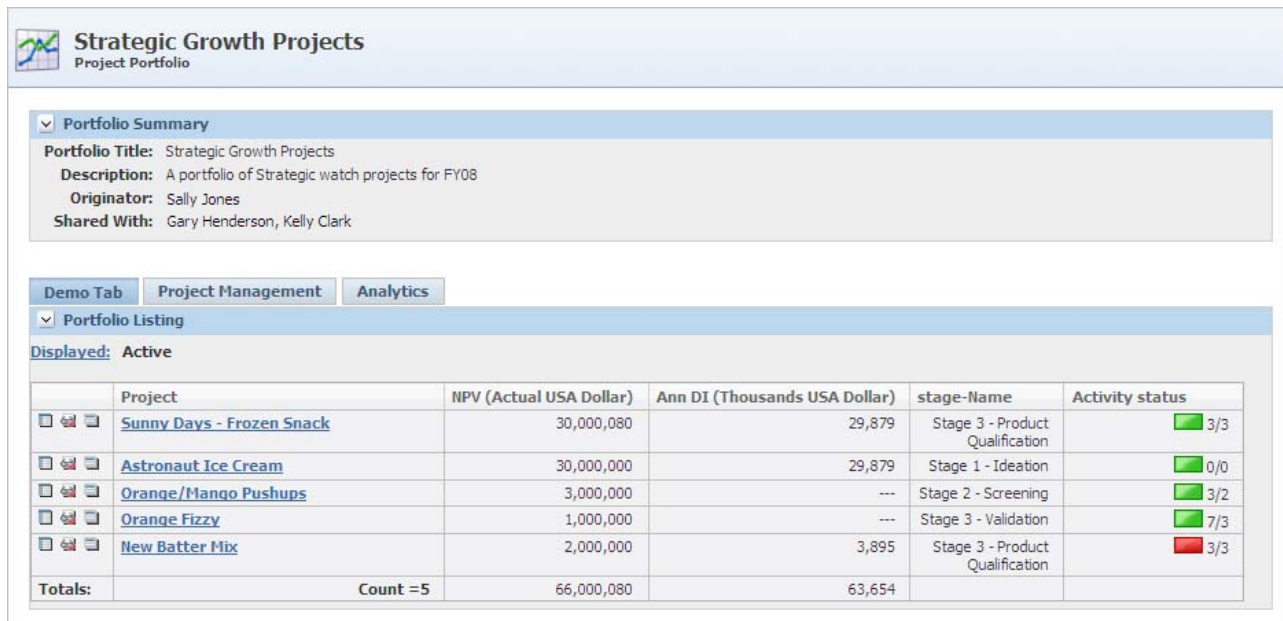 Strategic Growth Projects
Project Portfolio
Portfolio Summary
Portfolio Title: Strategic Growth Projects
Description: A portfolio of Strategic watch projects for FY08
Originator: Sally Jones
Shared With: Gary Henderson, Kelly Clark
Demo Tab Project Management Analytics
Portfolio Listing
Displayed: Active
Project NPV (Actual USA Dollar) Ann DI (Thousands USA Dollar) stage-Name Activity status
Sunny Days - Frozen Snack 30,000,080 29,879 Stage 3 - Product 3/3
Qualification
Astronaut Ice Cream 30,000,000 29,879 Stage 1 - Ideation 0/0
Orange/Mango Pushups 3,000,000 --- Stage 2 - Screening 3/2
Orange Fizzy 1,000,000 --- Stage 3 - Validation 7/3
New Batter Mix 2,000,000 3,895 Stage 3 - Product 3/3
Qualification
Totals: Count =5 66,000,080 63,654